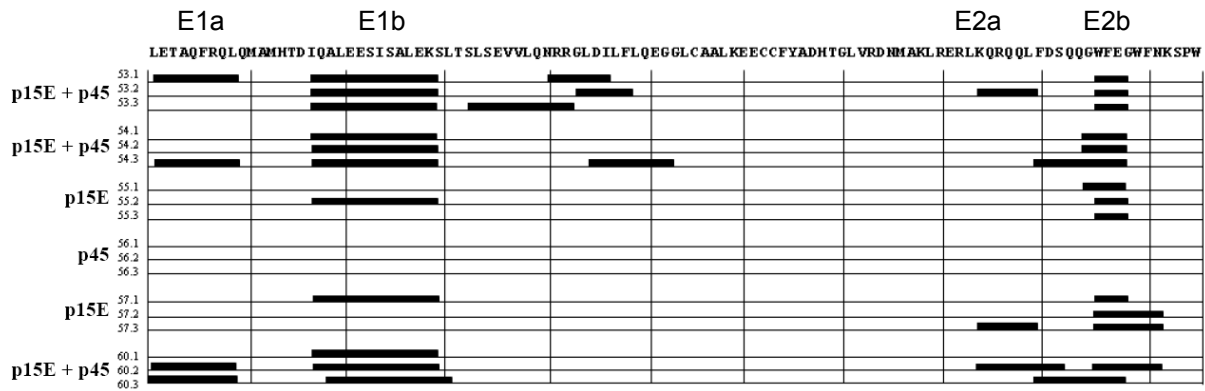 E1a E1b E2a E2b
LETAQFRQLQMAMHTDIQALEESISALEKSLTSLSEVVLQNRRGLDILFLQEGGLCAALKEECCFYADHTGLVRDNMAKLRERLKQRQQLFDSQQGWFEGWFNKSPW
53.1
p15E + p45 53.2
53.3
54.1
p15E + p45 54.2
54.3
55.1
p15E 55.2
55.3
56.1
p45 56.2
56.3
57.1
p15E 57.2
57.3
60.1
p15E + p45 60.2
60.3